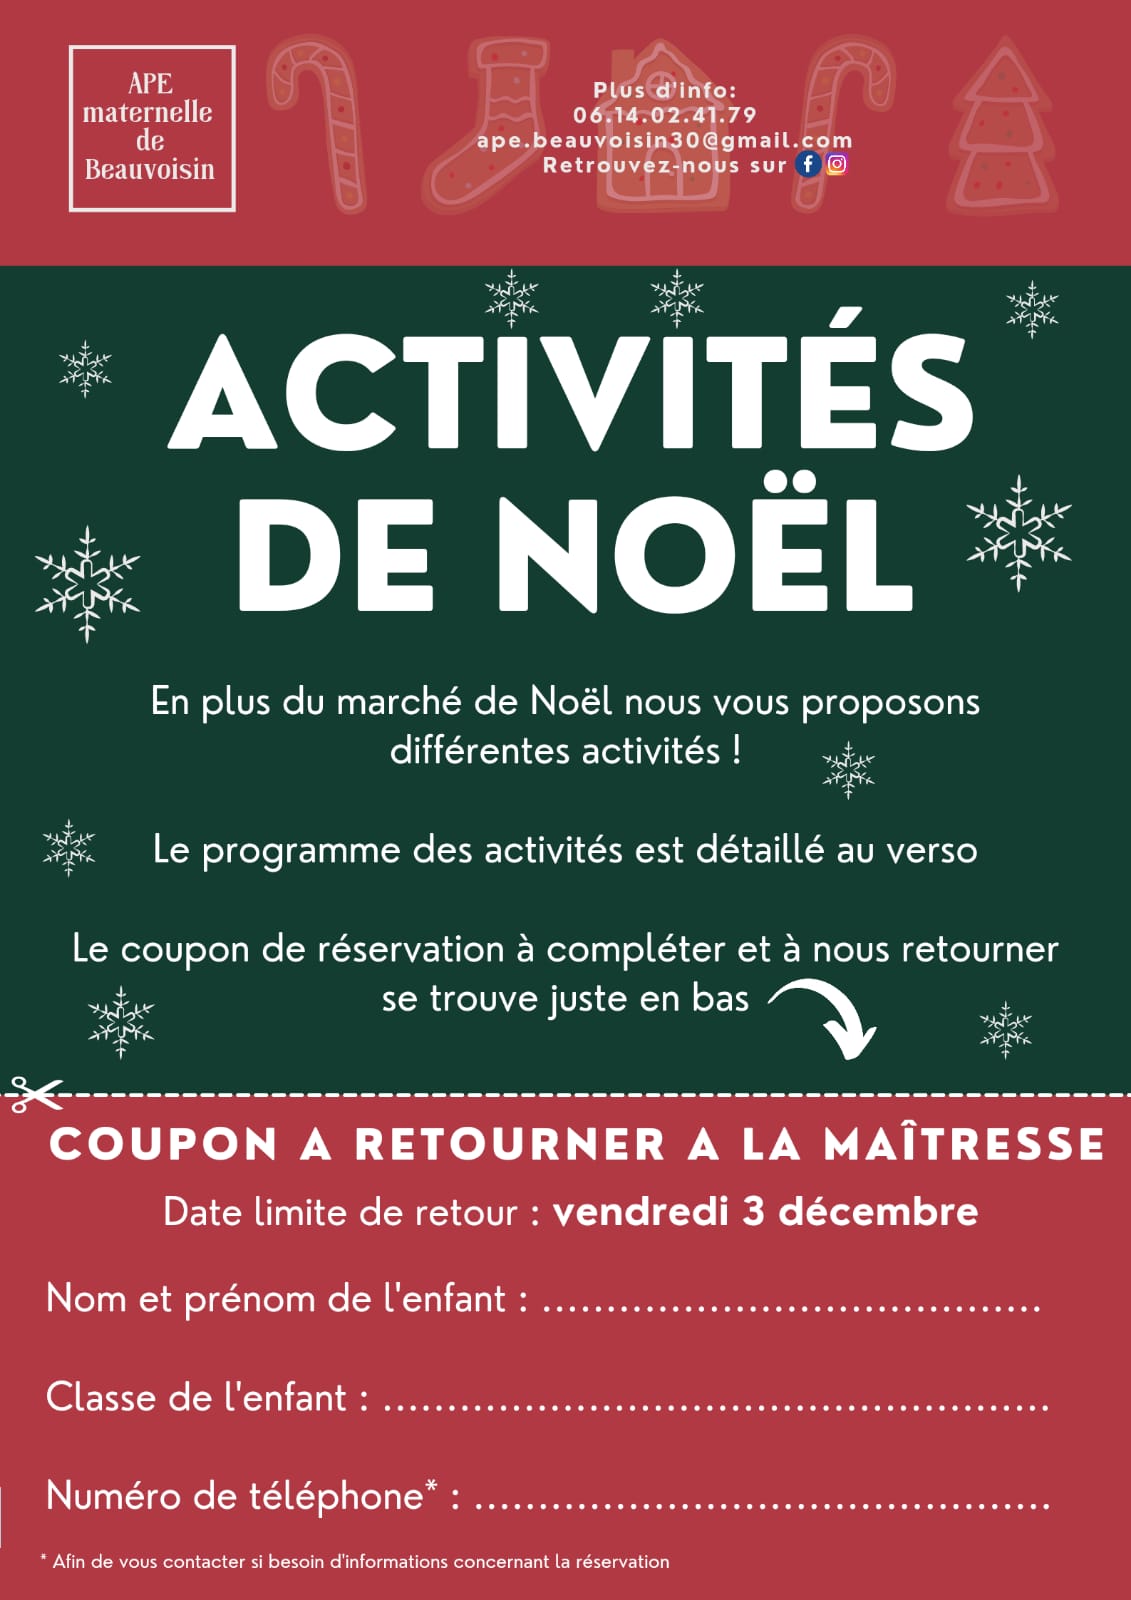 APE
maternelle
de
Beauvoisin
Plus d'info:
06.14.02.41.79
ape.beauvoisin30@gmail.com
Retrouvez-nous sur
ACTIVITÉS
DE NOËL
En plus du marché de Noël nous vous proposons
différentes activités !
Le programme des activités est détaillé au verso
Le coupon de réservation à compléter et à nous retourner
se trouve juste en bas
COUPON A RETOURNER A LA MAÎTRESSE
Date limite de retour : vendredi 3 décembre
Nom et prénom de l'enfant : .......................................
Classe de l'enfant : ....................................................
Numéro de téléphone* : .............................................
* Afin de vous contacter si besoin d'informations concernant la réservation